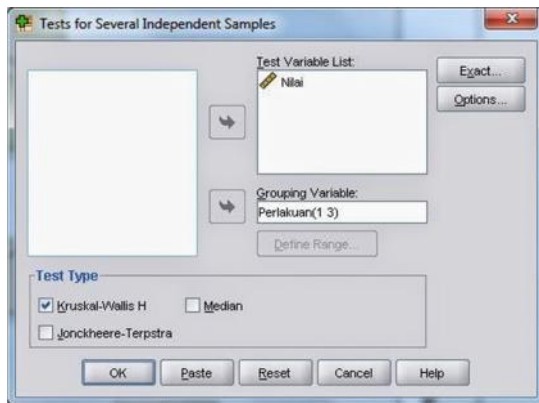 Tests for Several Independent Samples
Test Variable List:
Nilai
Exact...
Options...
Grouping Variable:
Perlakuan(1 3)
Define Range...
Test Type
Kruskal-Wallis H
Median
Jonckheere-Terpstra
OK
Paste
Reset
Cancel
Help